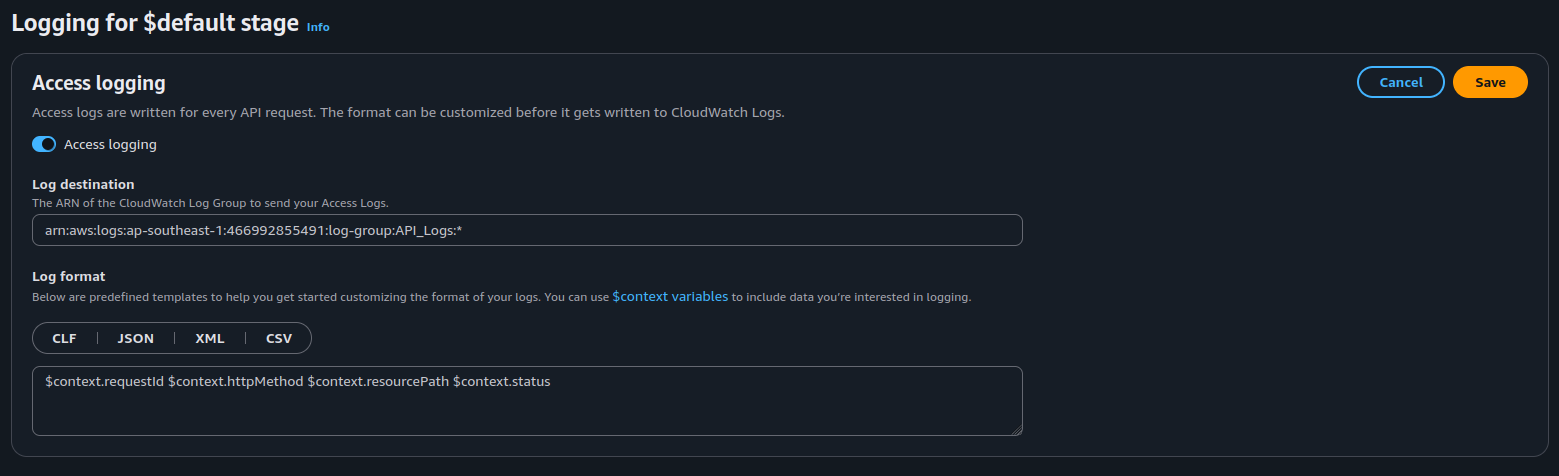 Logging for $default stage Info
Access logging
Cancel
Save
Access logs are written for every API request. The format can be customized before it gets written to CloudWatch Logs.
Access logging
Log destination
The ARN of the CloudWatch Log Group to send your Access Logs.
arn:aws:logs:ap-southeast-1:466992855491:log-group:API_Logs:*
Log format
Below are predefined templates to help you get started customizing the format of your logs. You can use $context variables to include data you're interested in logging.
CLF | JSON | XML | CSV
$context.requestId $context.httpMethod $context.resourcePath $context.status